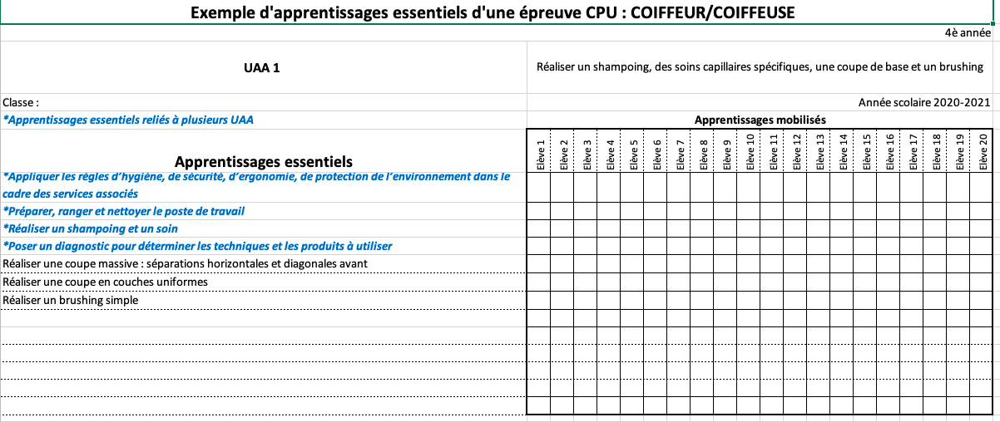 Exemple d'apprentissages essentiels d'une épreuve CPU : COIFFEUR/COIFFEUSE
4è année
UAA 1
Réaliser un shampoing, des soins capillaires spécifiques, une coupe de base et un brushing
Classe :
Année scolaire 2020-2021
*Apprentissages essentiels reliés à plusieurs UAA
Apprentissages mobilisés
Apprentissages essentiels
Elève 1
Elève 2
Elève 3
Elève 4
Elève 5
Elève 6
Elève 7
Elève 8
Elève 9
Elève 10
Elève 11
Elève 12
Elève 13
Elève 14
Elève 15
Elève 16
Elève 17
Elève 18
Elève 19
Elève 20
*Appliquer les règles d’hygiène, de sécurité, d’ergonomie, de protection de l’environnement dans le
cadre des services associés
*Préparer, ranger et nettoyer le poste de travail
*Réaliser un shampoing et un soin
*Poser un diagnostic pour déterminer les techniques et les produits à utiliser
Réaliser une coupe massive : séparations horizontales et diagonales avant
Réaliser une coupe en couches uniformes
Réaliser un brushing simple